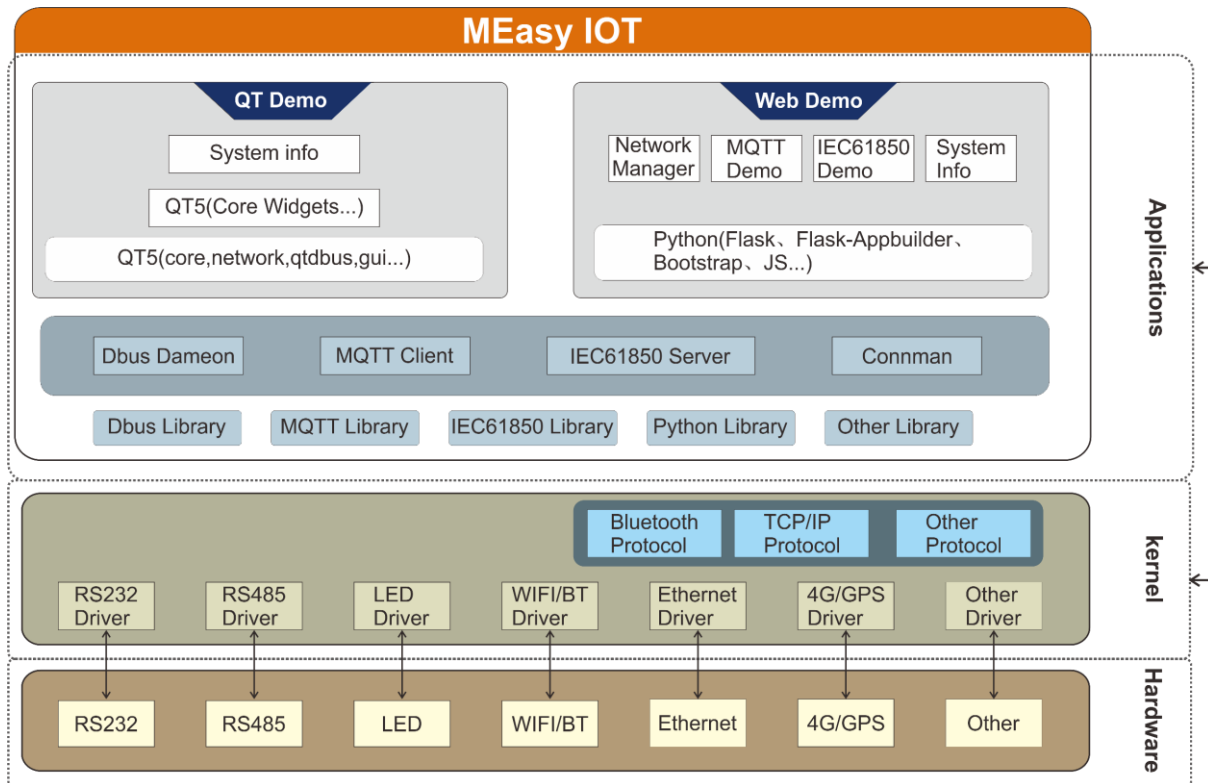 MEasy IOT
QT Demo
System info
QT5(Core Widgets...)
QT5(core,network,qtdbus,gui...)
Web Demo
Network
Manager
MQTT
Demo
IEC61850
Demo
System
Info
Python(Flask、Flask-Appbuilder、
Bootstrap、JS...)
Dbus Dameon
MQTT Client
IEC61850 Server
Connman
Dbus Library
MQTT Library
IEC61850 Library
Python Library
Other Library
Applications
Bluetooth
Protocol
TCP/IP
Protocol
Other
Protocol
RS232
Driver
RS485
Driver
LED
Driver
WIFI/BT
Driver
Ethernet
Driver
4G/GPS
Driver
Other
Driver
kernel
RS232
RS485
LED
WIFI/BT
Ethernet
4G/GPS
Other
Hardware